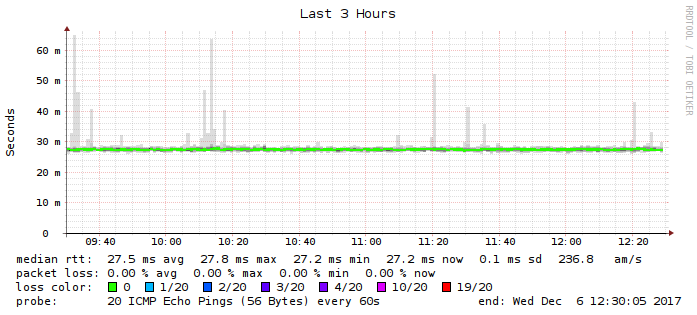 Last 3 Hours
RRDTOOL / TOBI OETIKER
Seconds
60 m
50 m
40 m
30 m
20 m
10 m
0
09:40 10:00 10:20 10:40 11:00 11:20 11:40 12:00 12:20
median rtt: 27.5 ms avg 27.8 ms max 27.2 ms min 27.2 ms now 0.1 ms sd 236.8 am/s
packet loss: 0.00 % avg 0.00 % max 0.00 % min 0.00 % now
loss color: 0 1/20 2/20 3/20 4/20 10/20 19/20
probe: 20 ICMP Echo Pings (56 Bytes) every 60s end: Wed Dec 6 12:30:05 2017